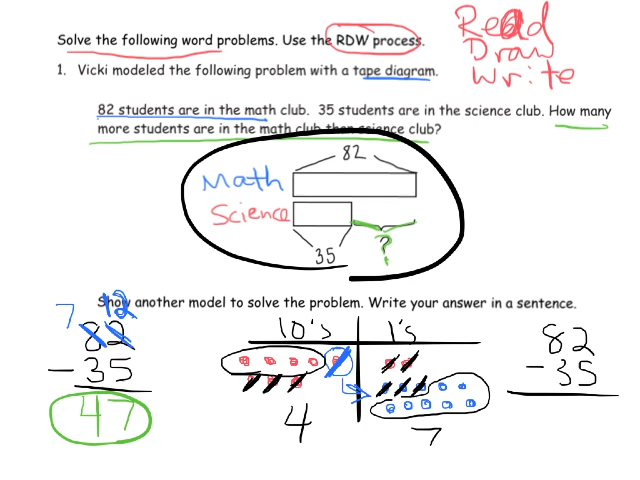 Read
Draw
Write
Solve the following word problems. Use the RDW process.
1. Vicki modeled the following problem with a tape diagram.
82 students are in the math club. 35 students are in the science club. How many
more students are in the math club than science club?
82
Math
Science
35
?
Show another model to solve the problem. Write your answer in a sentence.
7 12
82
- 35
47
10's 1's
4 7
82
- 35